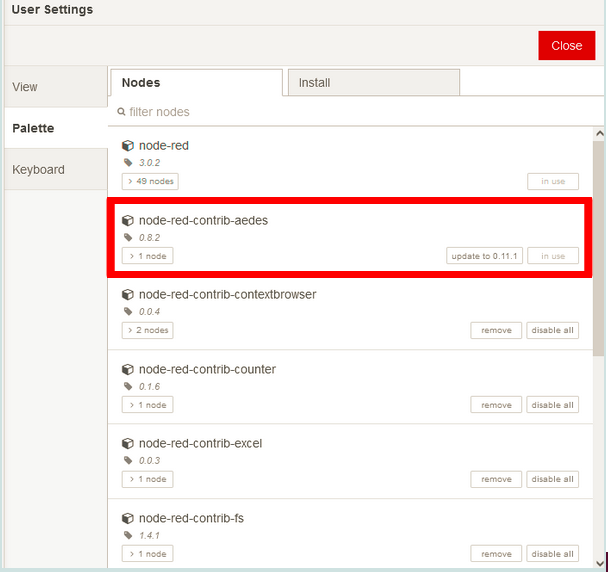 User Settings
Close
View
Palette
Keyboard
Nodes
Install
filter nodes
node-red
3.0.2
> 49 nodes
in use
node-red-contrib-aedes
0.8.2
> 1 node
update to 0.11.1
in use
node-red-contrib-contextbrowser
0.0.4
> 2 nodes
remove
disable all
node-red-contrib-counter
0.1.6
> 1 node
remove
disable all
node-red-contrib-excel
0.0.3
> 1 node
remove
disable all
node-red-contrib-fs
1.4.1
> 1 node
remove
disable all